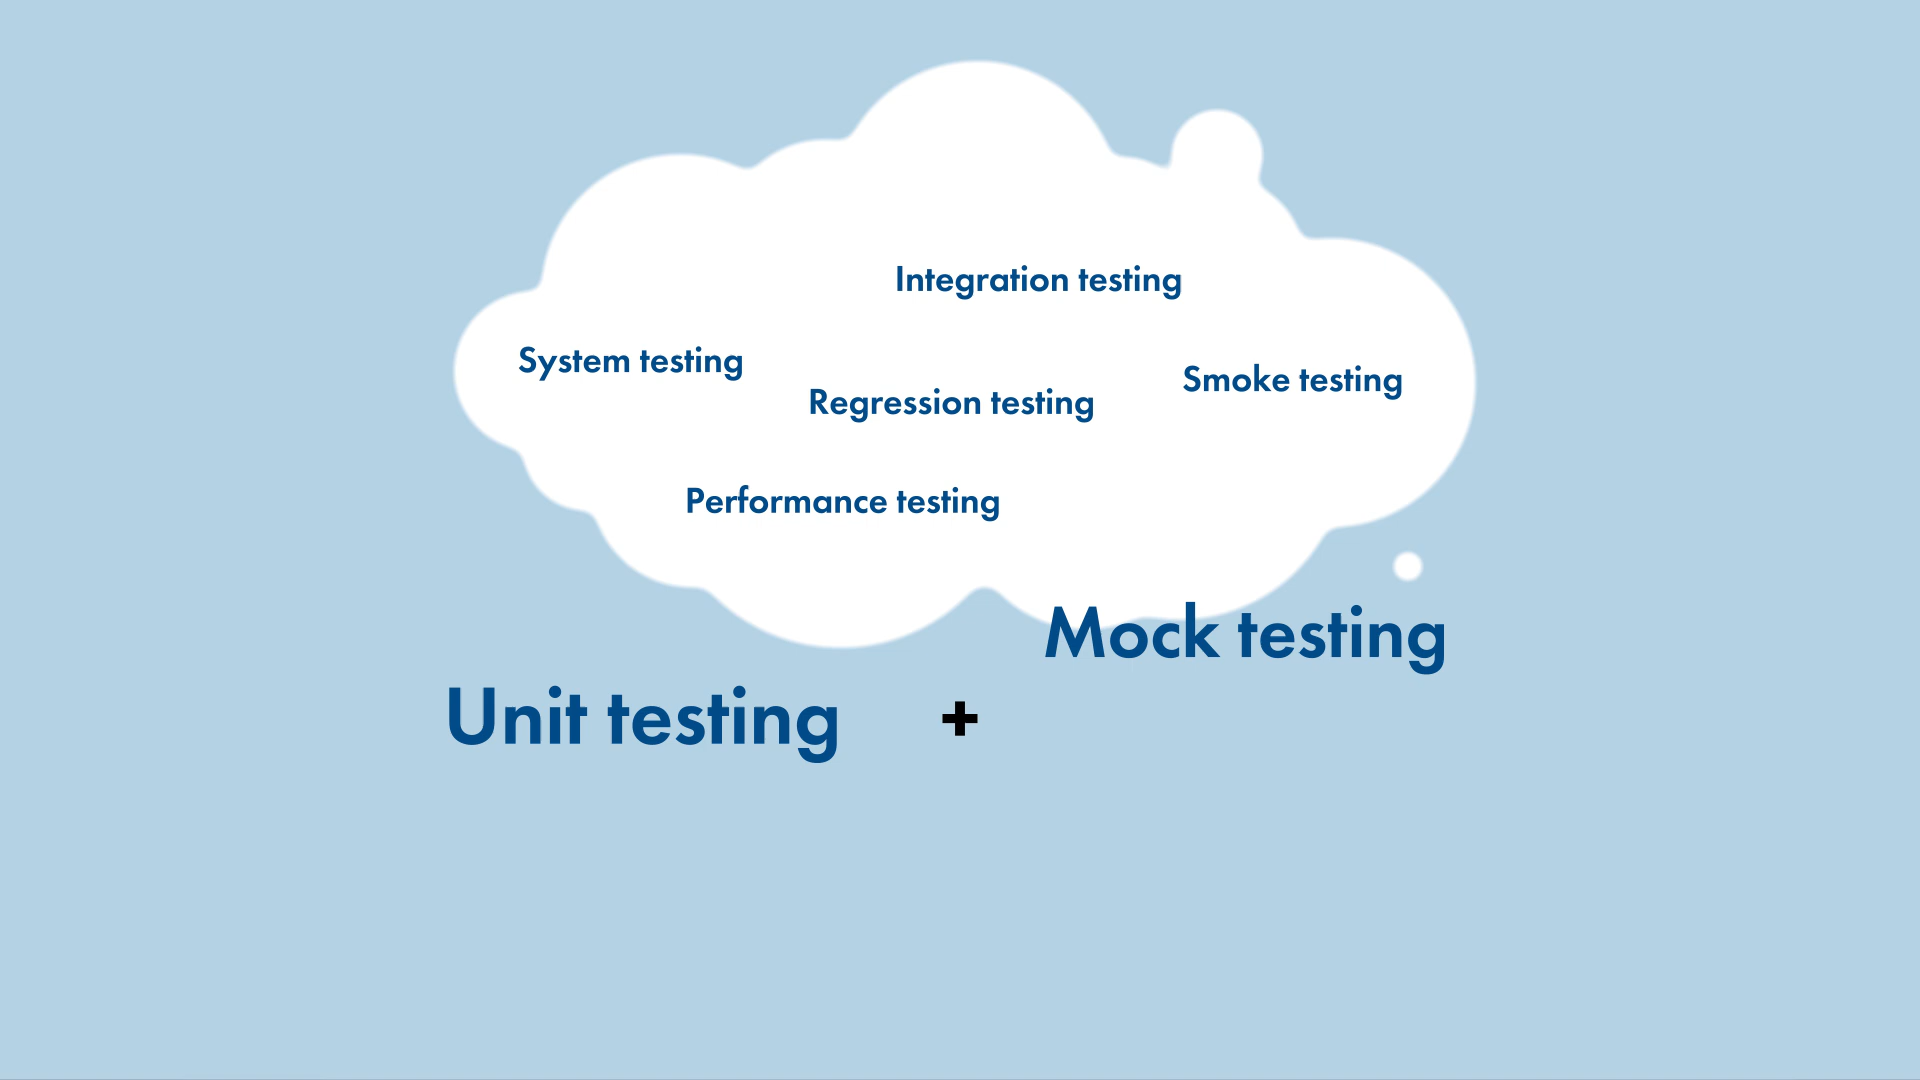 Integration testing
System testing
Smoke testing
Regression testing
Performance testing
Mock testing
Unit testing
+